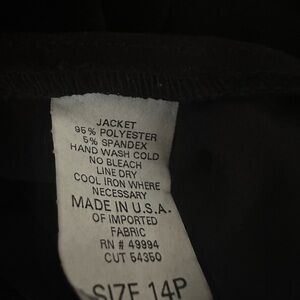 JACKET
95% POLYESTER
5% SPANDEX
HAND WASH COLD
NO BLEACH
LINE DRY
COOL IRON WHERE
NECESSARY
MADE IN U.S.A.
OF IMPORTED
FABRIC
RN # 49994
CUT 54350
SIZE 14P